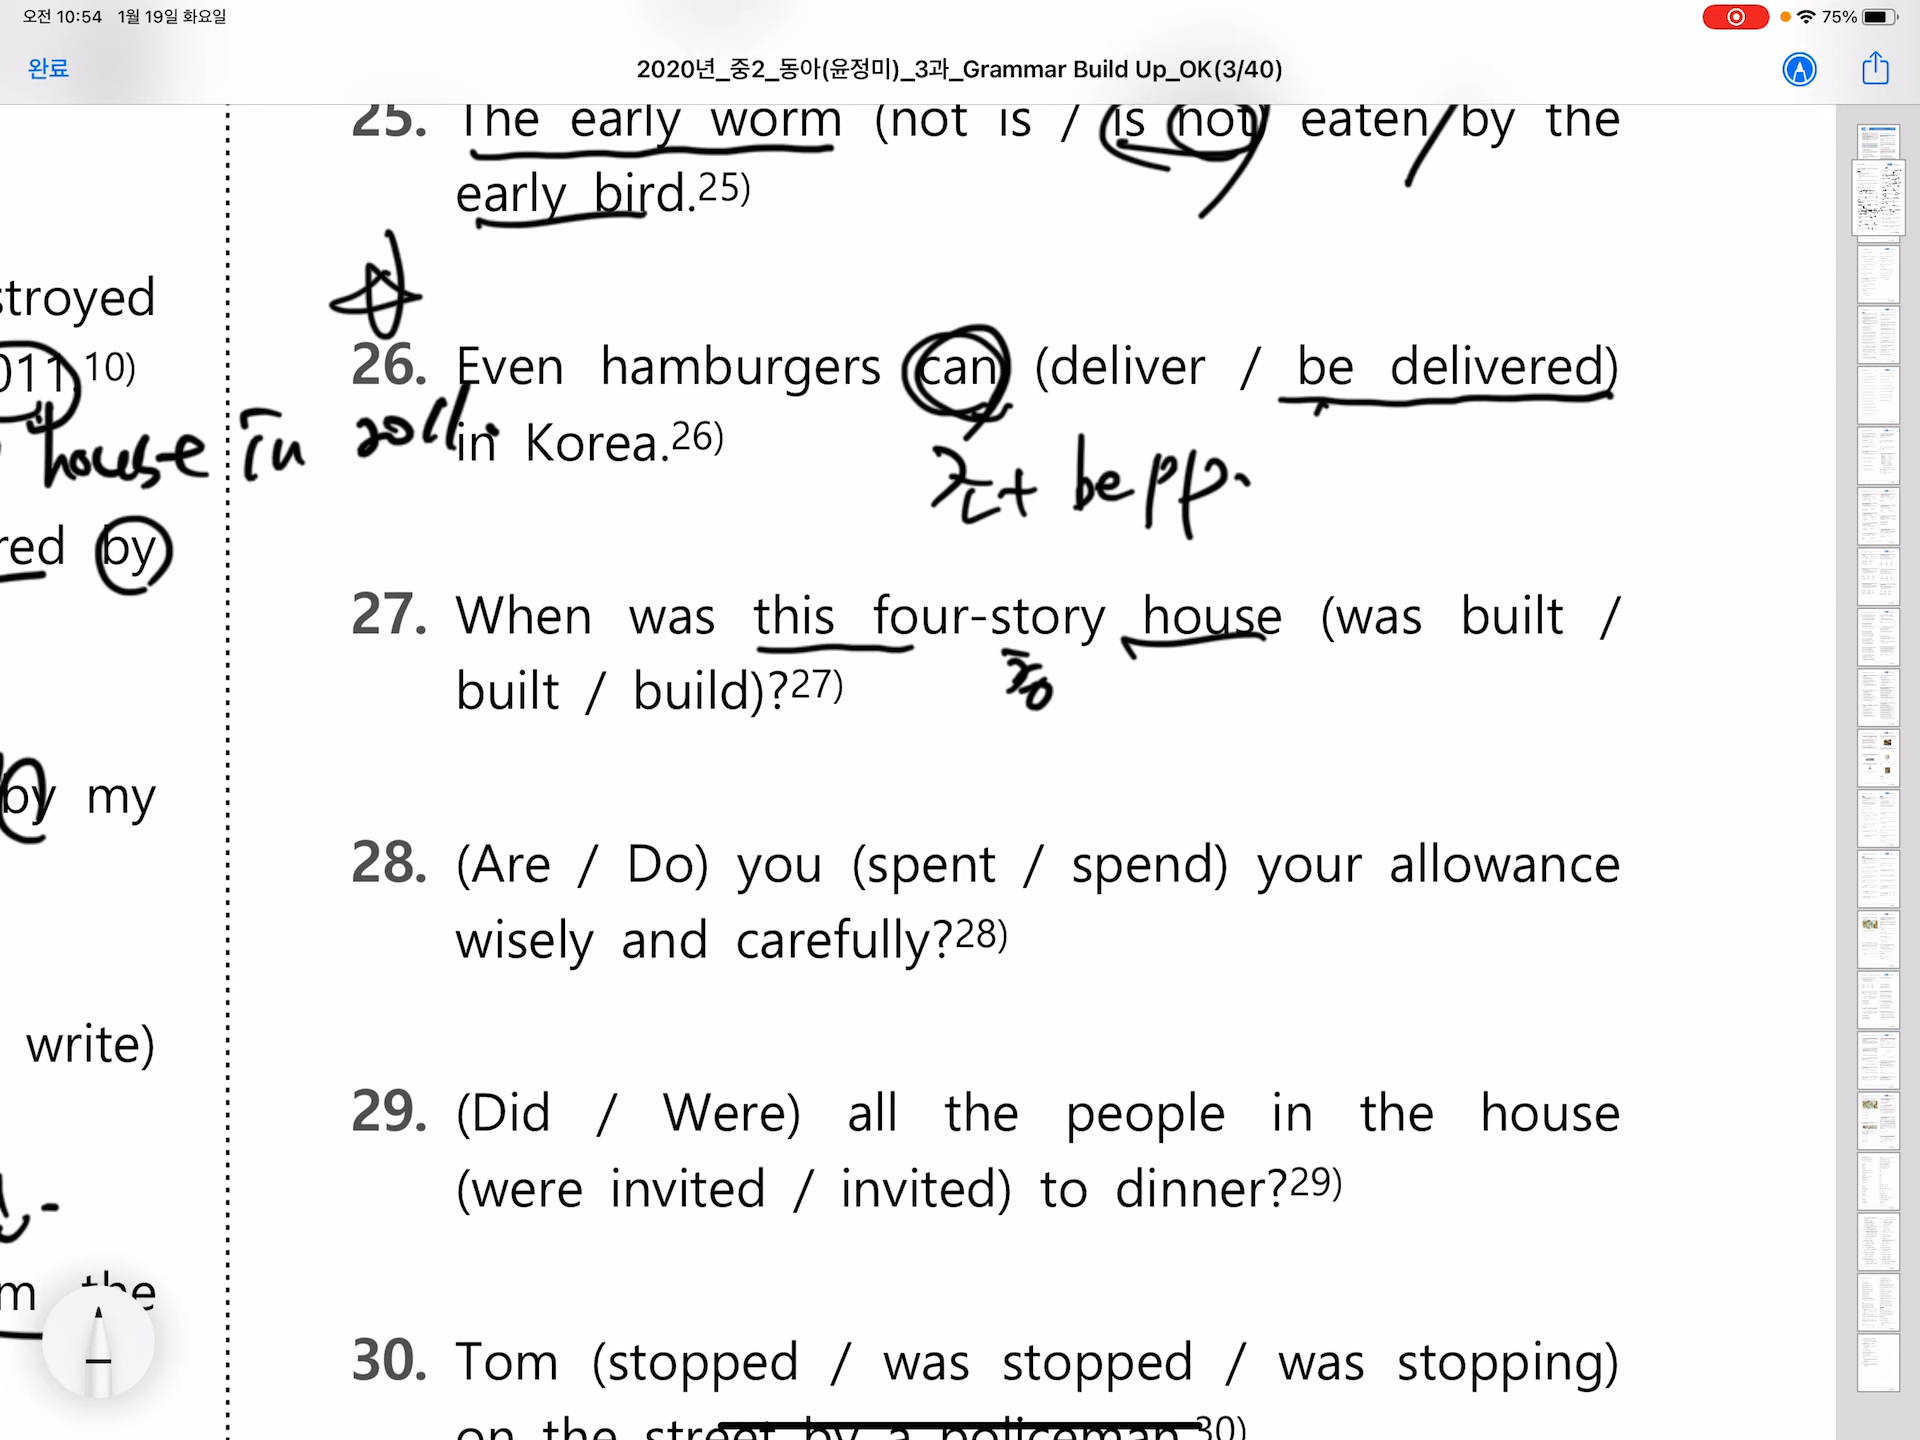 오전 10:54 1월 19일 화요일
75%
완료
2020년_중2_동아(윤정미)_3과_Grammar Build Up_OK(3/40)
stroyed
011.10)
house in 2011.
red by
by my
write)
m the
25. The early worm (not is / is not) eaten by the
early bird.25)
26. Even hamburgers can (deliver / be delivered)
in Korea.26)
조+ be pp.
27. When was this four-story house (was built /
built / build)?27)
층
28. (Are / Do) you (spent / spend) your allowance
wisely and carefully?28)
29. (Did / Were) all the people in the house
(were invited / invited) to dinner?29)
30. Tom (stopped / was stopped / was stopping)
on the street by a policeman.30)